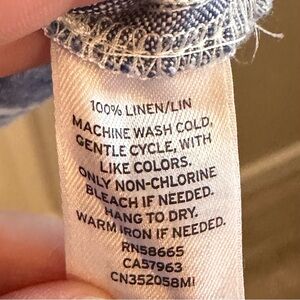 100% LINEN/LIN
MACHINE WASH COLD,
GENTLE CYCLE, WITH
LIKE COLORS.
ONLY NON-CHLORINE
BLEACH IF NEEDED.
HANG TO DRY.
WARM IRON IF NEEDED.
RN58665
CA57963
CN352058MI